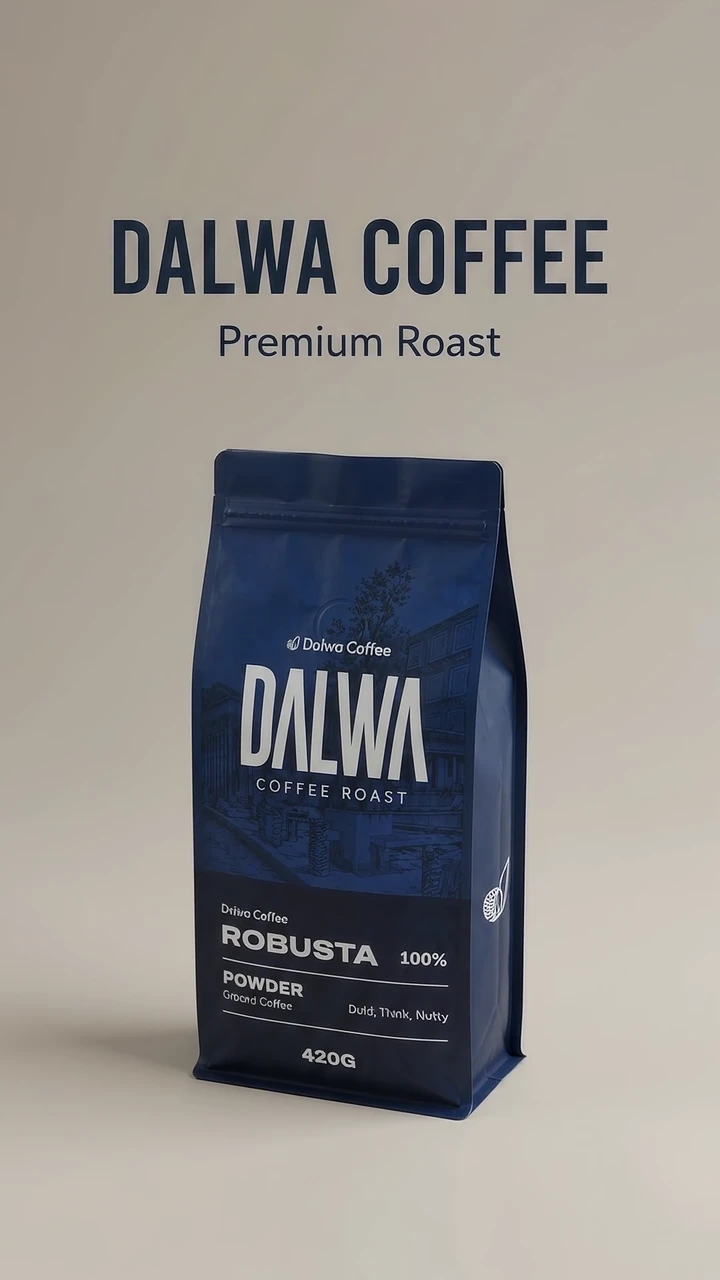 DALWA COFFEE
Premium Roast
Dolwa Coffee
DALWA
COFFEE ROAST
Driwo Coffee
ROBUSTA 100%
POWDER
Ground Coffee
Nutty
420G